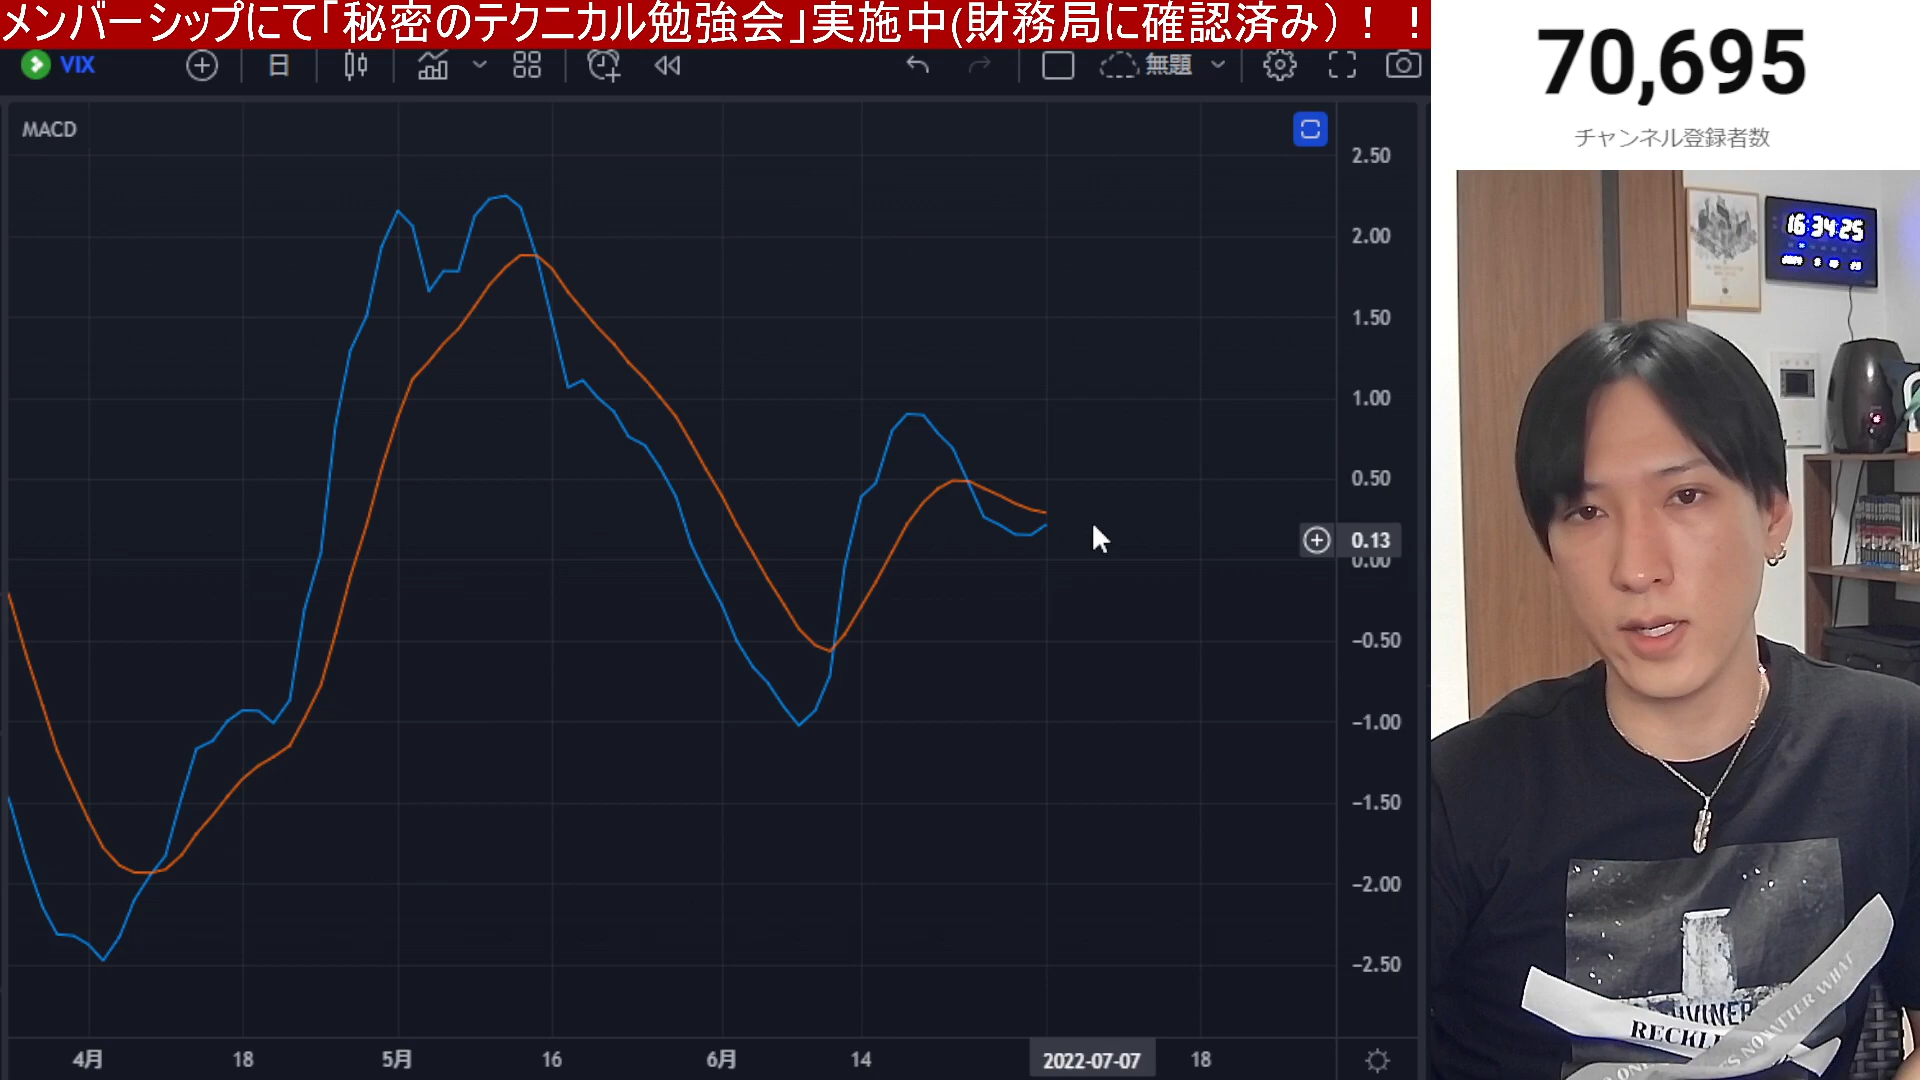 メンバーシップにて「秘密のテクニカル勉強会」実施中(財務局に確認済み)！！
VIX
日
無題
70,695
チャンネル登録者数
MACD
2.50
2.00
1.50
1.00
0.50
0.13
0.00
−0.50
−1.00
−1.50
−2.00
−2.50
4月
18
5月
16
6月
14
2022-07-07
18
16:34:25
RECKL
NO MATTER WHAT